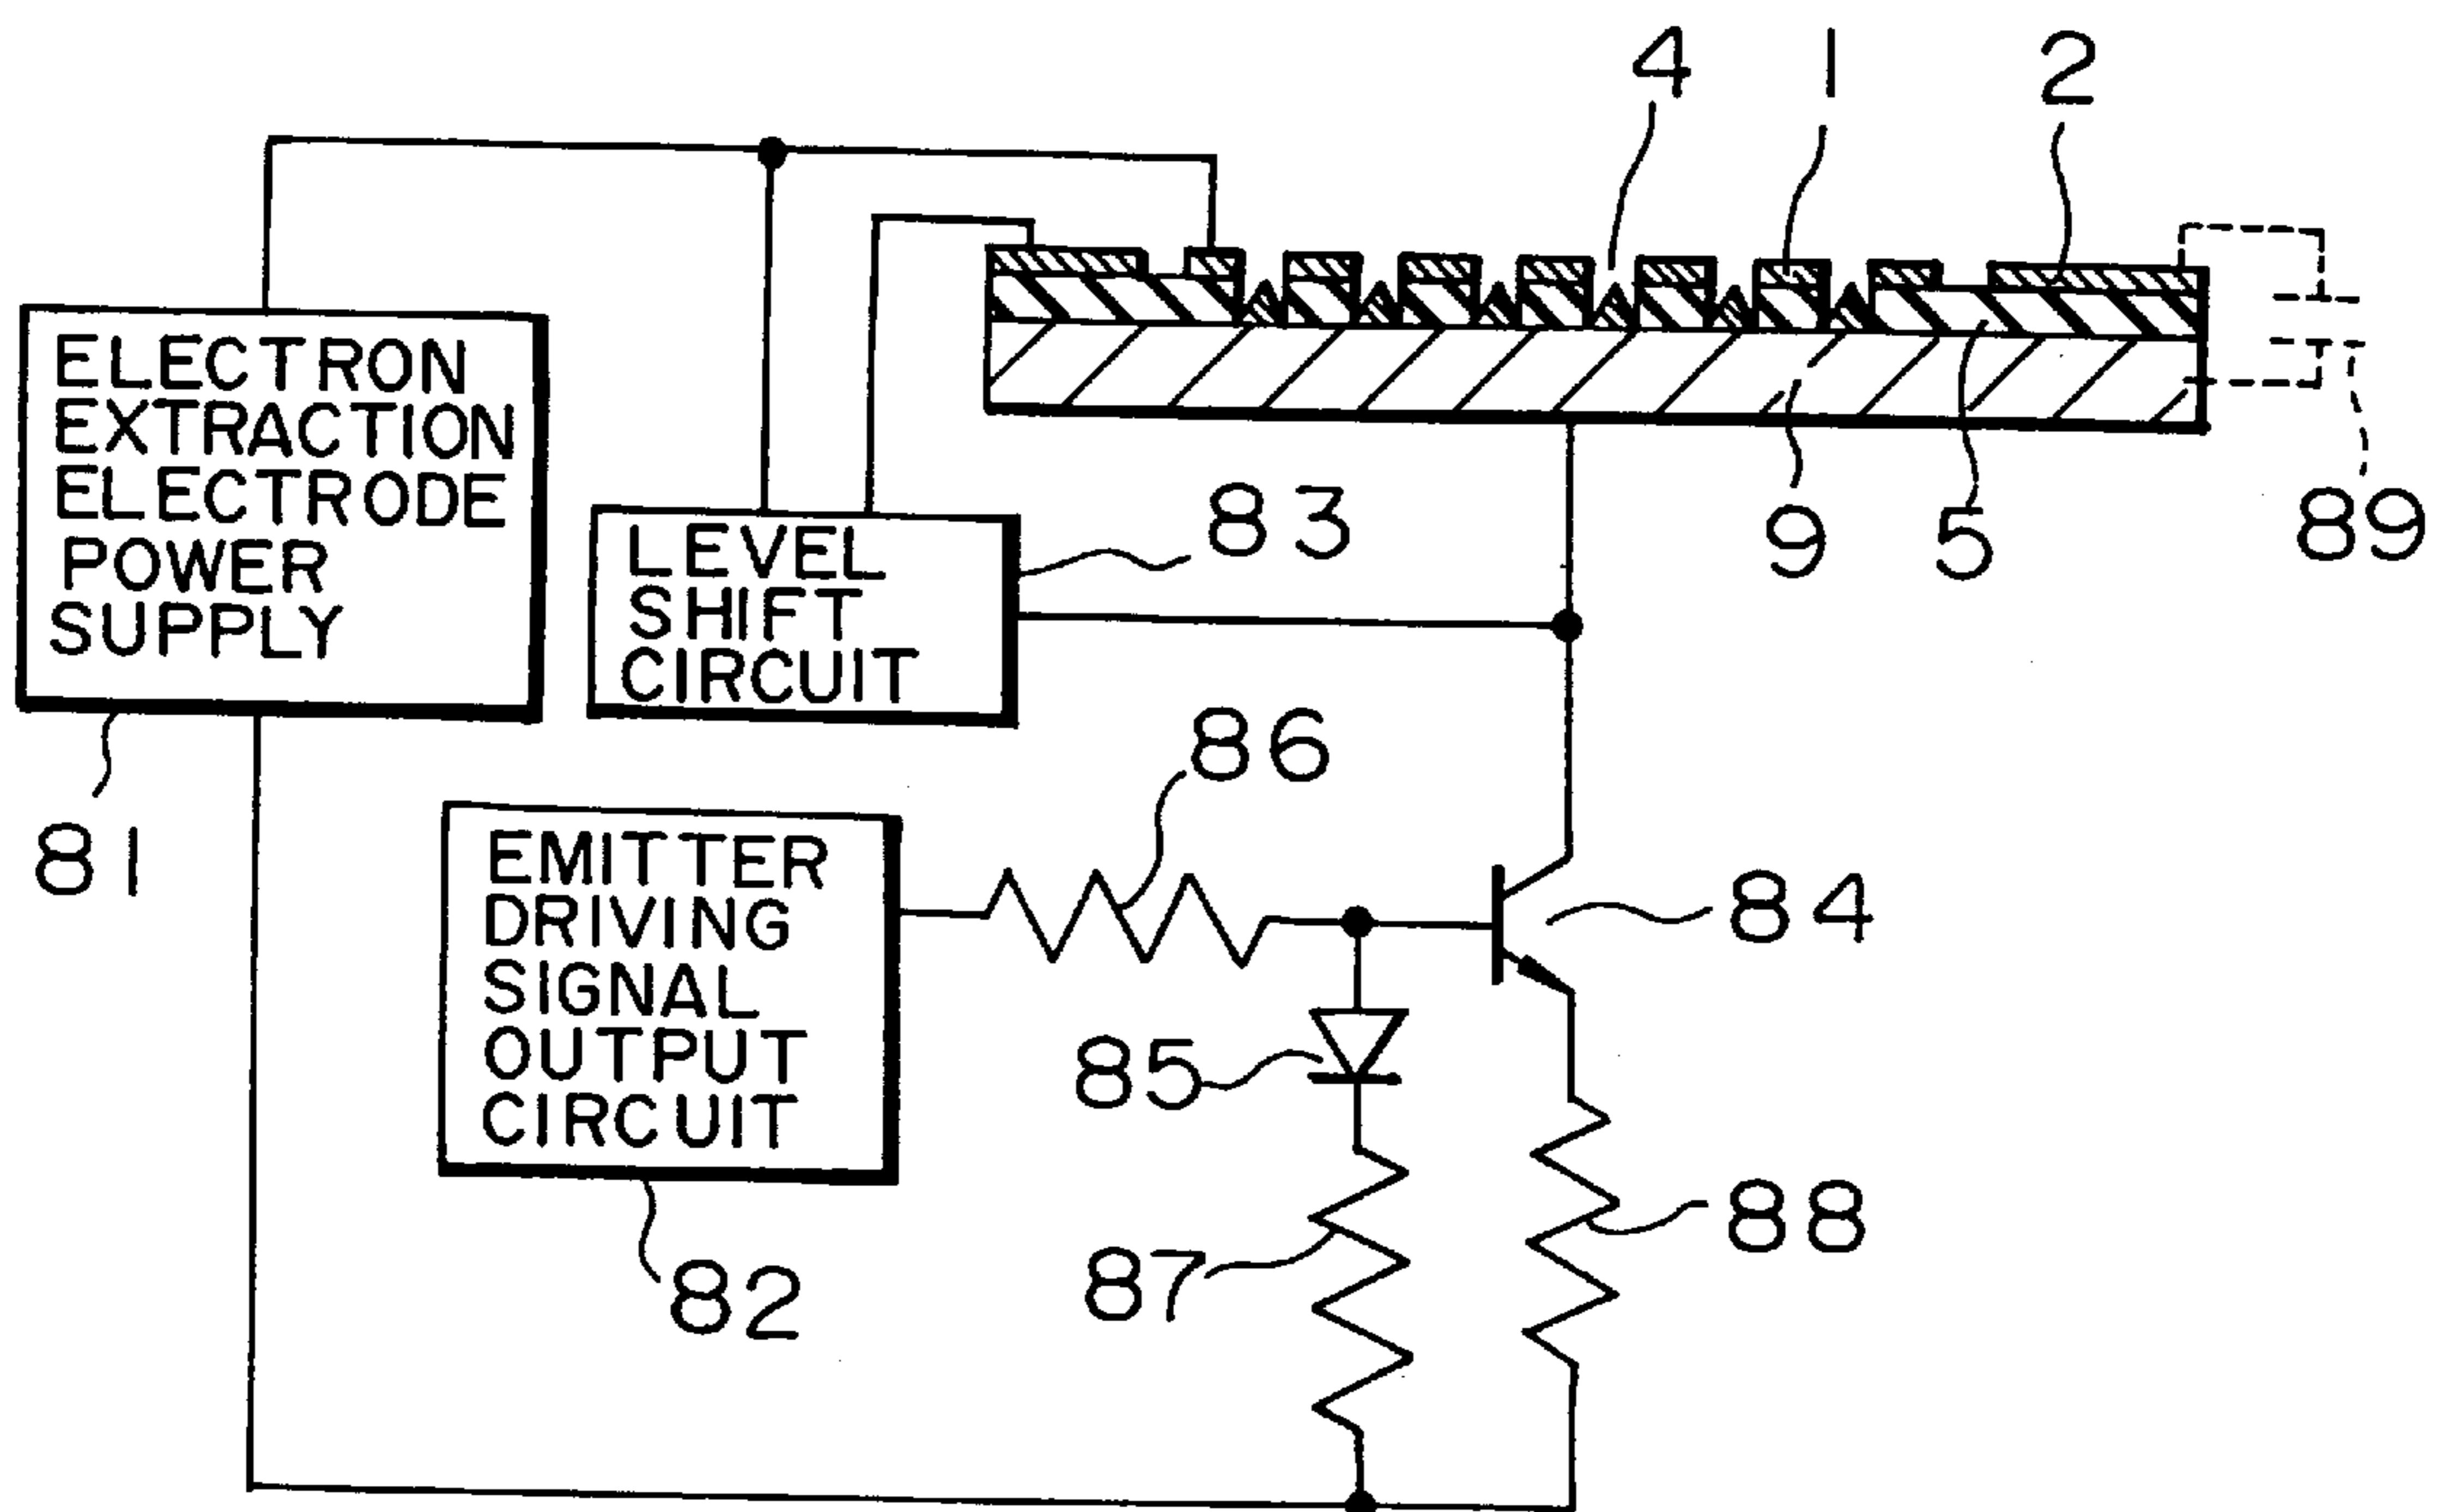 4 1 2
ELECTRON
EXTRACTION
ELECTRODE
POWER
SUPPLY
81
LEVEL
SHIFT
CIRCUIT
83
9 5 89
86
EMITTER
DRIVING
SIGNAL
OUTPUT
CIRCUIT
82
84
85
87
88